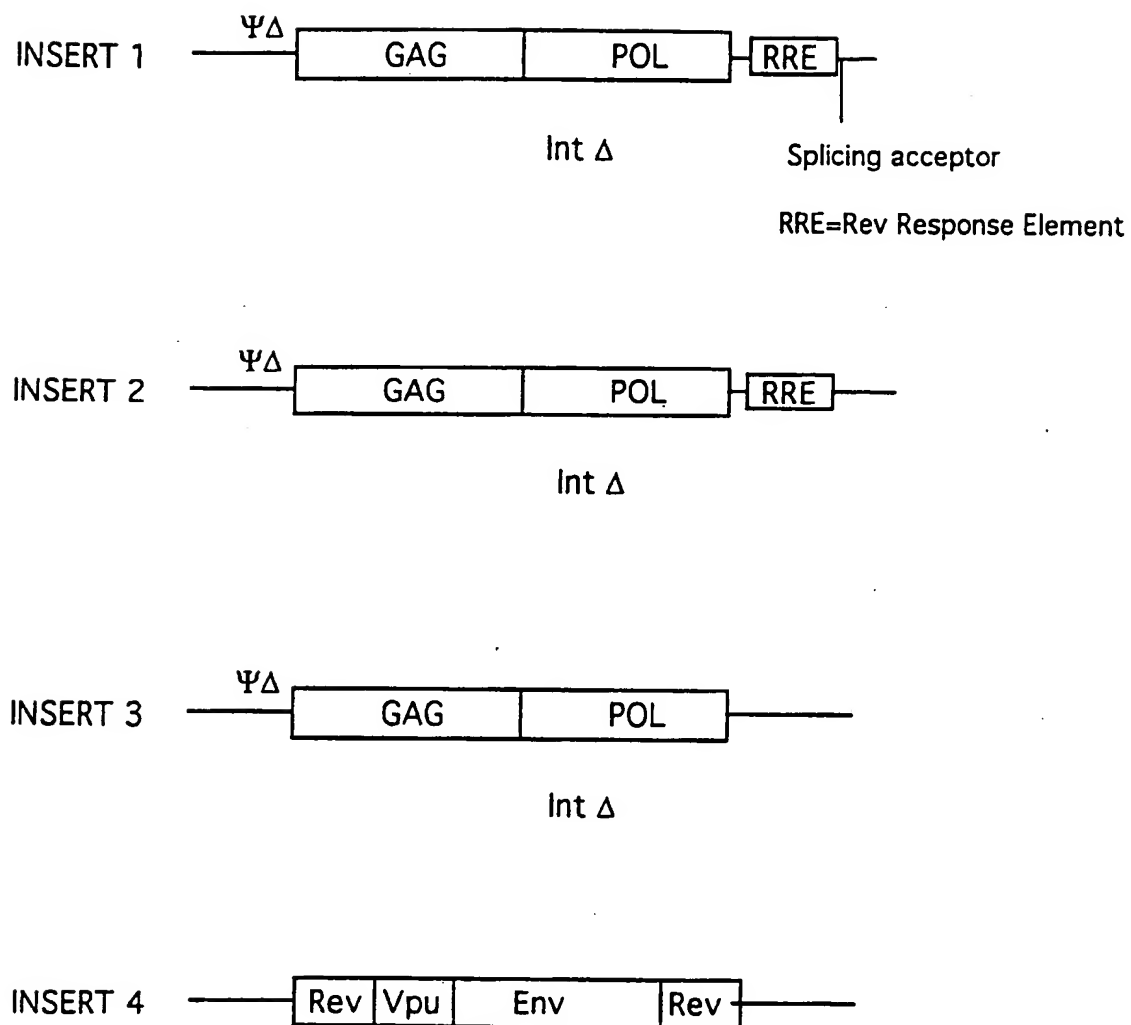 ΨΔ
INSERT 1 GAG POL RRE
Int Δ
Splicing acceptor
RRE=Rev Response Element
ΨΔ
INSERT 2 GAG POL RRE
Int Δ
ΨΔ
INSERT 3 GAG POL
Int Δ
INSERT 4 Rev Vpu Env Rev